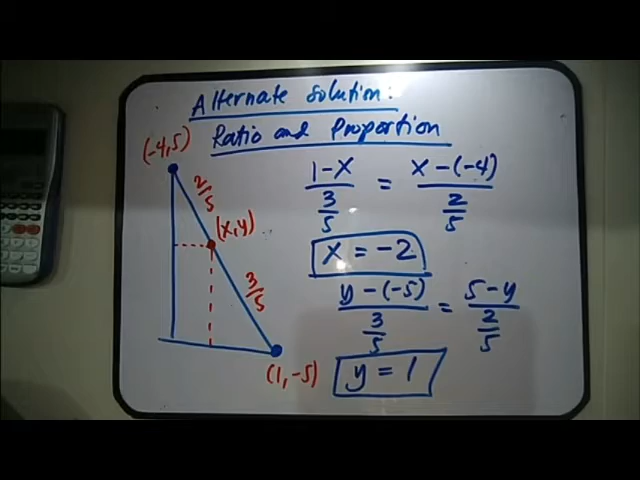 Alternate Solution:
Ratio and Proportion
(-4,5)
2/5
(x,y)
3/5
(1,-5)
(1-x)/(3/5) = (x-(-4))/(2/5)
x = -2
(y-(-5))/(3/5) = (5-y)/(2/5)
y = 1